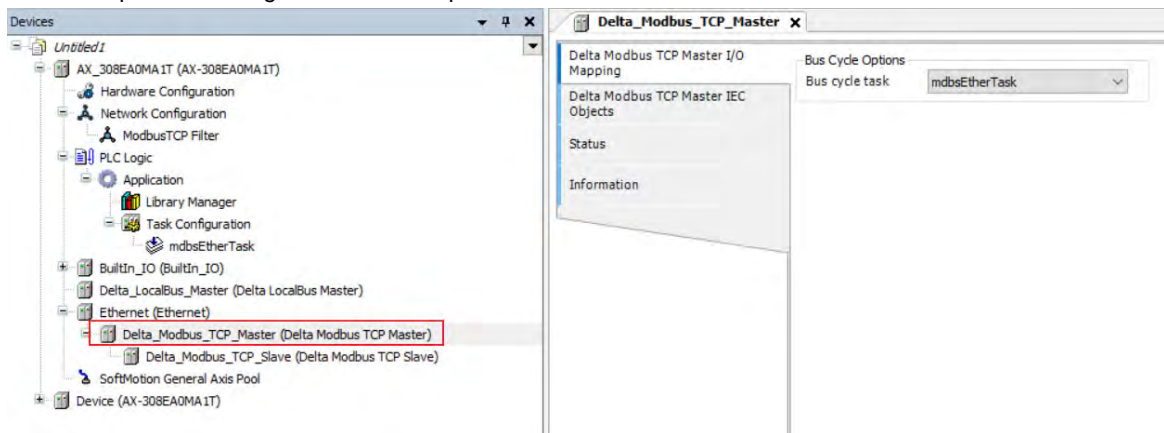 Devices
Untitled1
AX_308EA0MA1T (AX-308EA0MA1T)
Hardware Configuration
Network Configuration
ModbusTCP Filter
PLC Logic
Application
Library Manager
Task Configuration
mdbsEtherTask
BuiltIn_IO (BuiltIn_IO)
Delta_LocalBus_Master (Delta LocalBus Master)
Ethernet (Ethernet)
Delta_Modbus_TCP_Master (Delta Modbus TCP Master)
Delta_Modbus_TCP_Slave (Delta Modbus TCP Slave)
SoftMotion General Axis Pool
Device (AX-308EA0MA1T)
Delta_Modbus_TCP_Master
Delta Modbus TCP Master I/O
Mapping
Delta Modbus TCP Master IEC
Objects
Status
Information
Bus Cycle Options
Bus cycle task mdbsEtherTask